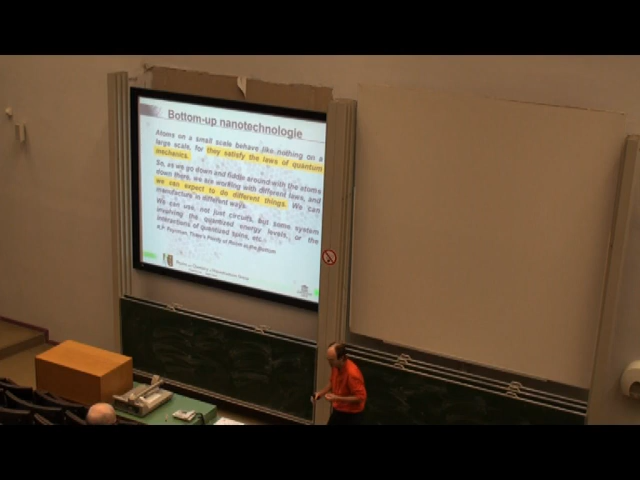 Bottom-up nanotechnologie
Atoms on a small scale behave like nothing on a
large scale, for they satisfy the laws of quantum
mechanics.
So, as we go down and fiddle around with the atoms
down there, we are working with different laws, and
we can expect to do different things. We can
manufacture in different ways.
We can use, not just circuits, but some system
involving the quantized energy levels, or the
interactions of quantized spins, etc.
R.P. Feynman, There's Plenty of Room at the Bottom